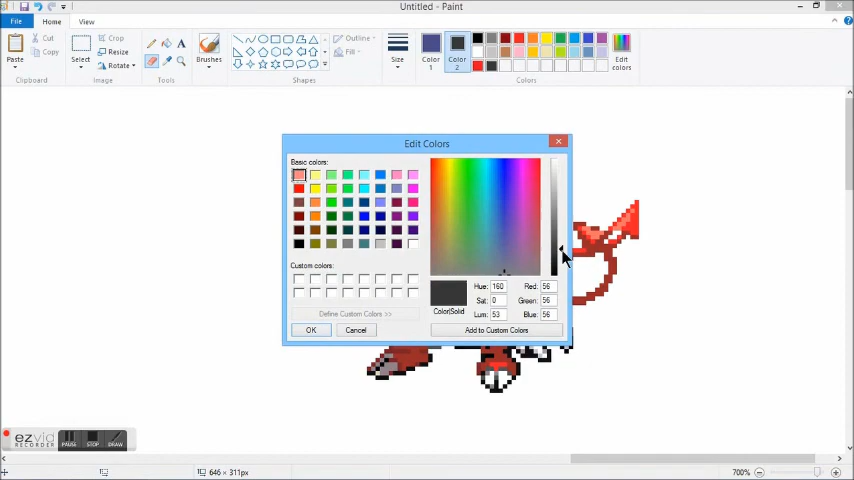 Untitled - Paint
File Home View
Paste
Cut
Copy
Clipboard
Select
Crop
Resize
Rotate
Image
Tools
Brushes
Outline
Fill
Shapes
Size
Color 1
Color 2
Edit colors
Colors
Edit Colors
Basic colors:
Custom colors:
Define Custom Colors >>
OK
Cancel
Color|Solid
Hue: 160
Sat: 0
Lum: 53
Red: 56
Green: 56
Blue: 56
Add to Custom Colors
ezvid
RECORDER
PAUSE
STOP
DRAW
646 × 311px
700%